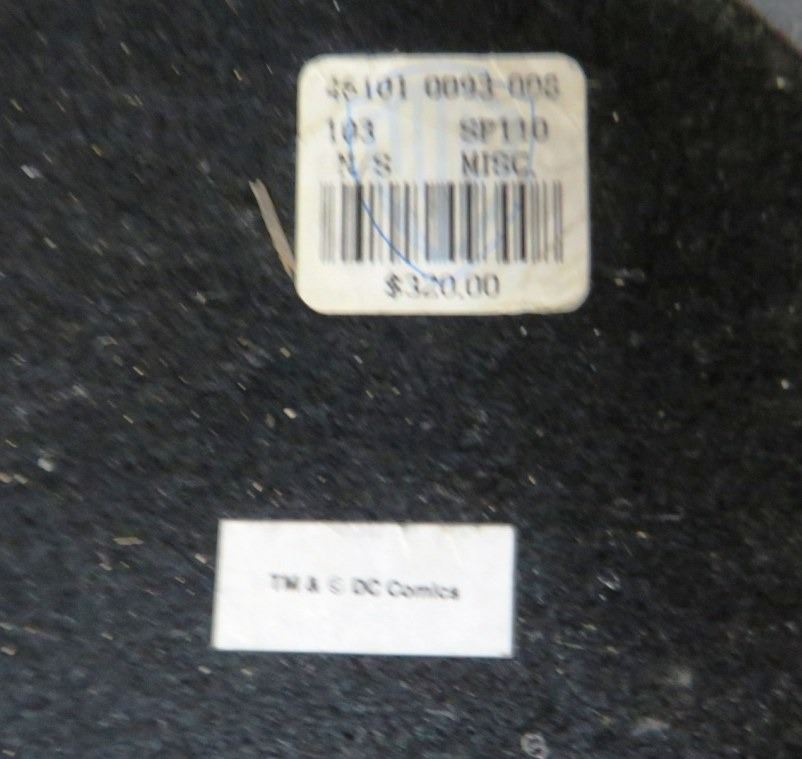 46101 0093-008
103 SP110
N/S MISC.
$320.00
TM & © DC Comics